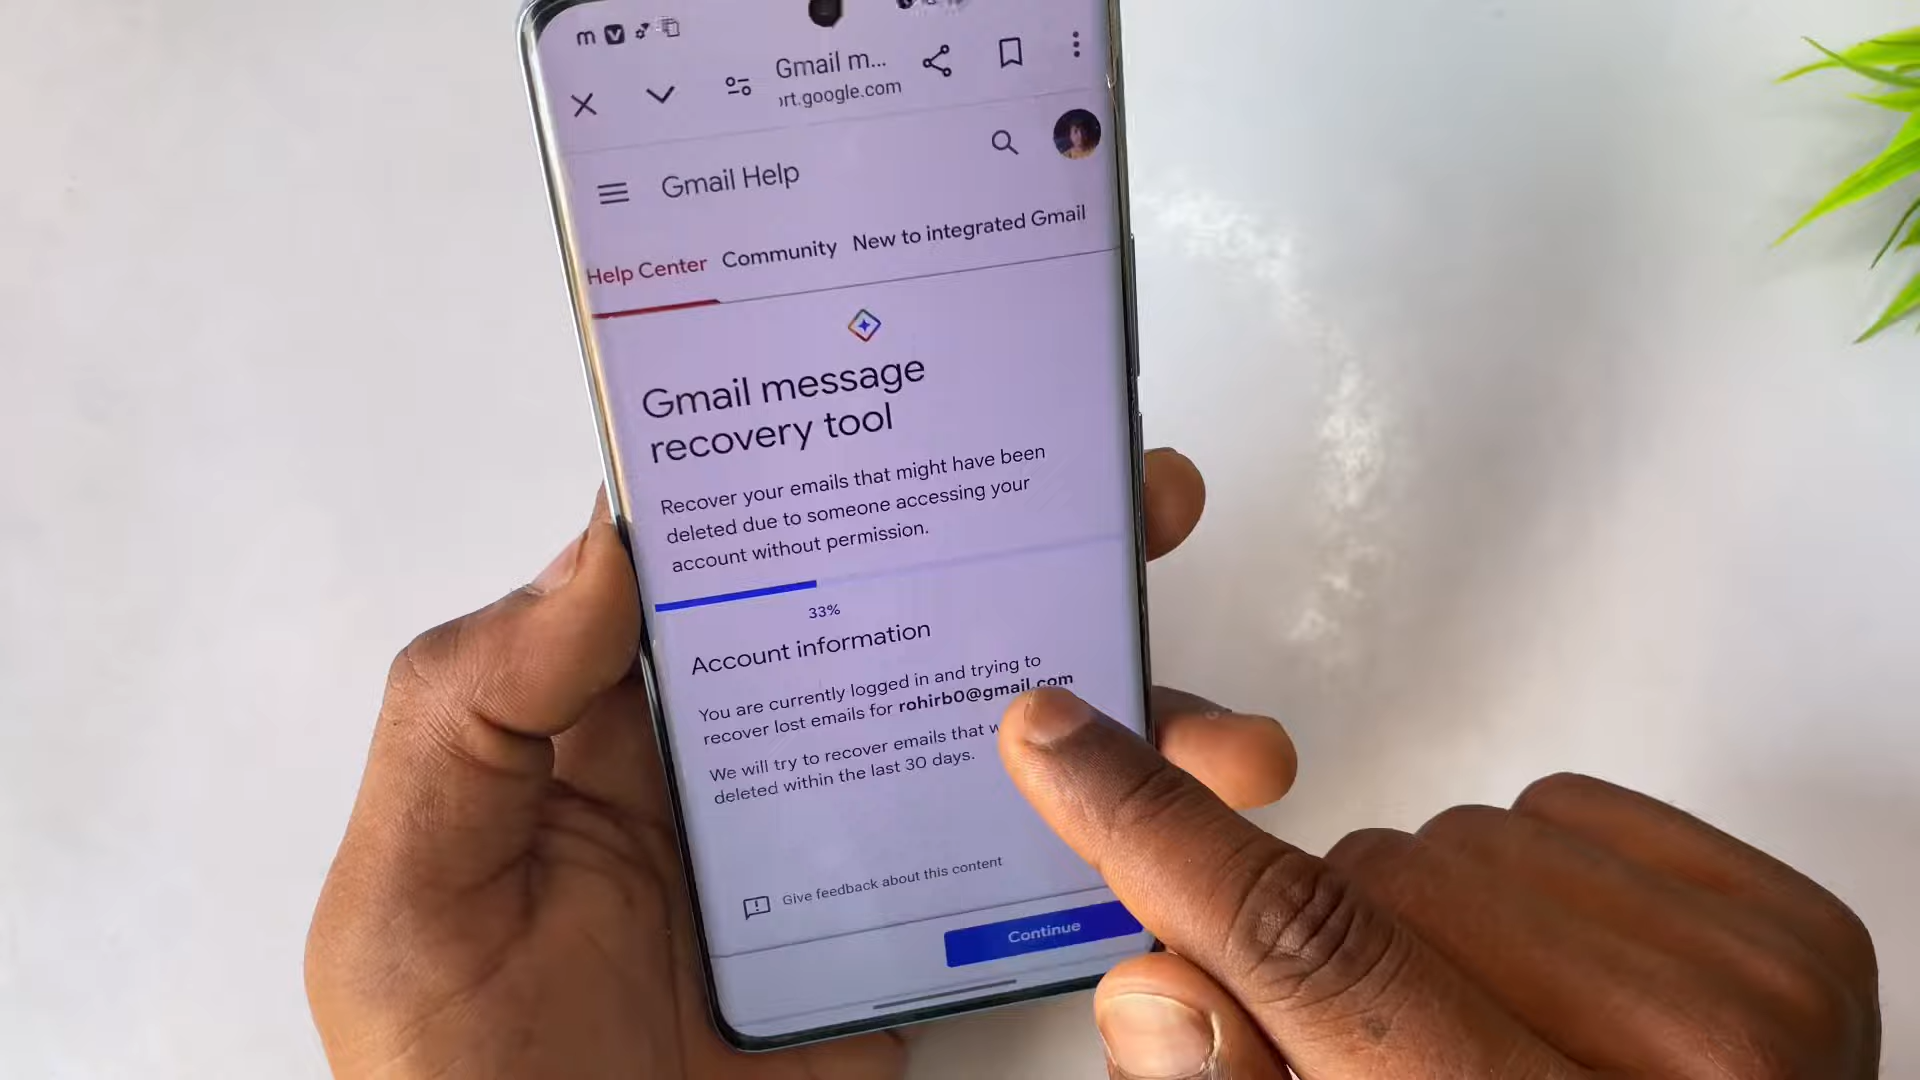 Gmail m...
rt.google.com
Gmail Help
Help Center Community New to integrated Gmail
Gmail message
recovery tool
Recover your emails that might have been
deleted due to someone accessing your
account without permission.
33%
Account information
You are currently logged in and trying to
recover lost emails for rohirb0@gmail.com
We will try to recover emails that w
deleted within the last 30 days.
Give feedback about this content
Continue